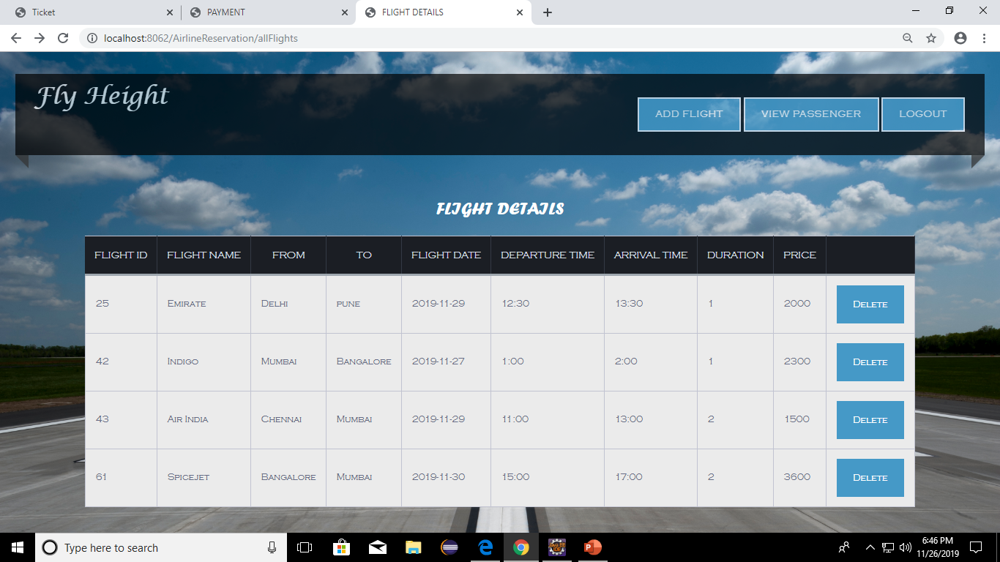 Ticket
PAYMENT
FLIGHT DETAILS
localhost:8062/AirlineReservation/allFlights
Fly Height
ADD FLIGHT VIEW PASSENGER LOGOUT
FLIGHT DETAILS
FLIGHT ID FLIGHT NAME FROM TO FLIGHT DATE DEPARTURE TIME ARRIVAL TIME DURATION PRICE
25 Emirate Delhi pune 2019-11-29 12:30 13:30 1 2000 Delete
42 Indigo Mumbai Bangalore 2019-11-27 1:00 2:00 1 2300 Delete
43 Air India Chennai Mumbai 2019-11-29 11:00 13:00 2 1500 Delete
61 Spicejet Bangalore Mumbai 2019-11-30 15:00 17:00 2 3600 Delete
Type here to search
Java EE
IDE
6:46 PM
11/26/2019